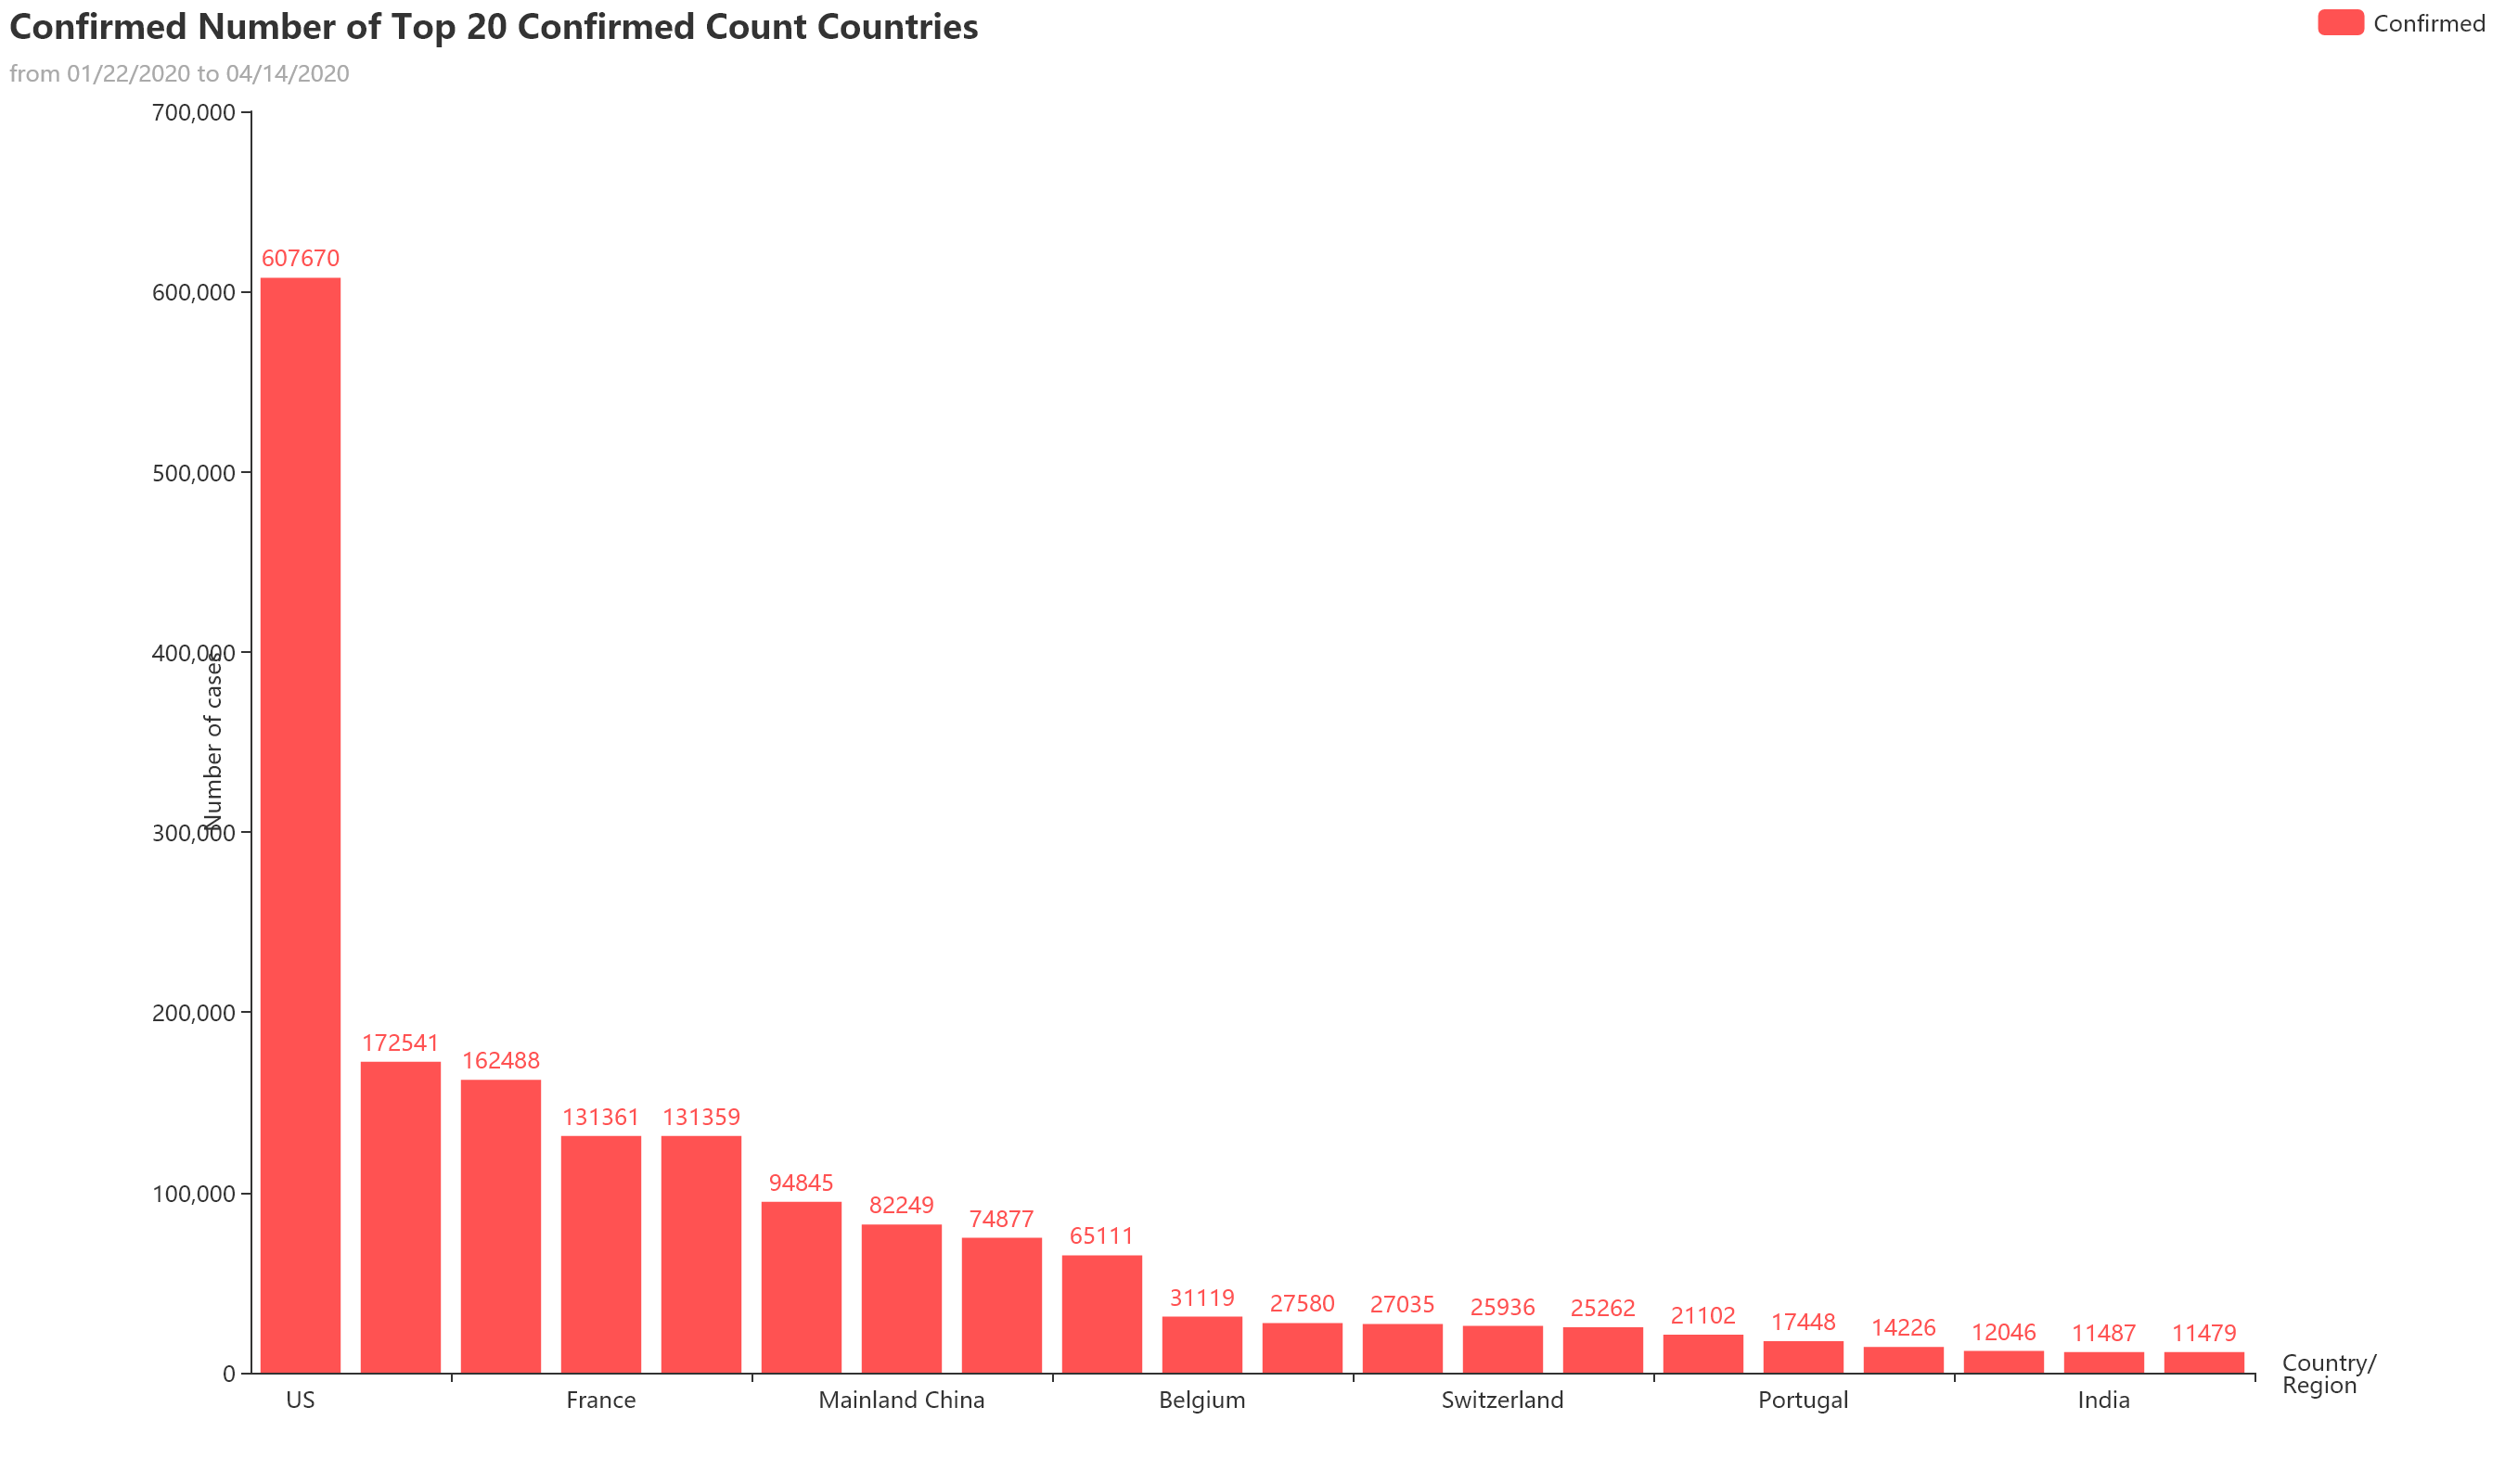 Confirmed Number of Top 20 Confirmed Count Countries
Confirmed
from 01/22/2020 to 04/14/2020
700,000
600,000
500,000
400,000
300,000
200,000
100,000
0
Number of cases
607670
172541
162488
131361
131359
94845
82249
74877
65111
31119
27580
27035
25936
25262
21102
17448
14226
12046
11487
11479
US
France
Mainland China
Belgium
Switzerland
Portugal
India
Country/
Region